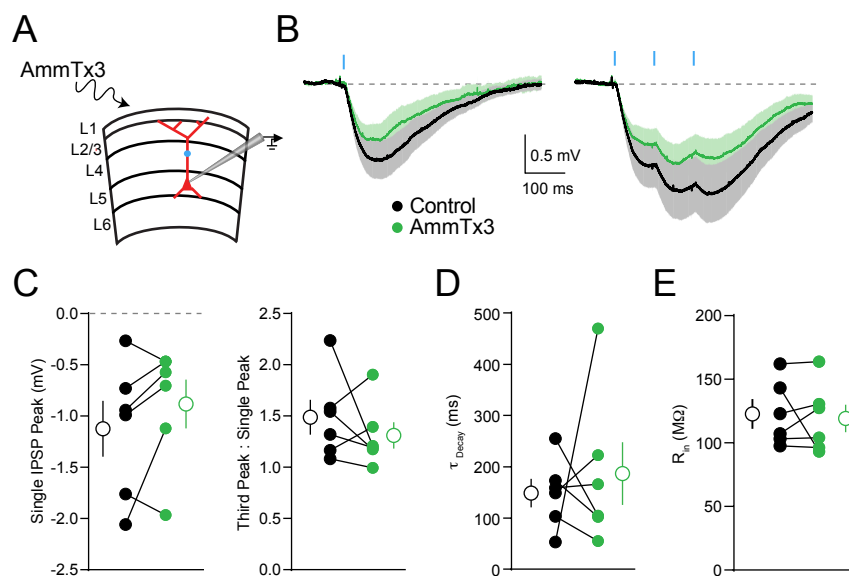 A
AmmTx3
L1
L2/3
L4
L5
L6
B
0.5 mV
100 ms
Control
AmmTx3
C
Single IPSP Peak (mV)
0.0
-0.5
-1.0
-1.5
-2.0
-2.5
Third Peak : Single Peak
2.5
2.0
1.5
1.0
0.5
0.0
D
τ Decay (ms)
500
400
300
200
100
0
E
Rin (MΩ)
200
150
100
50
0